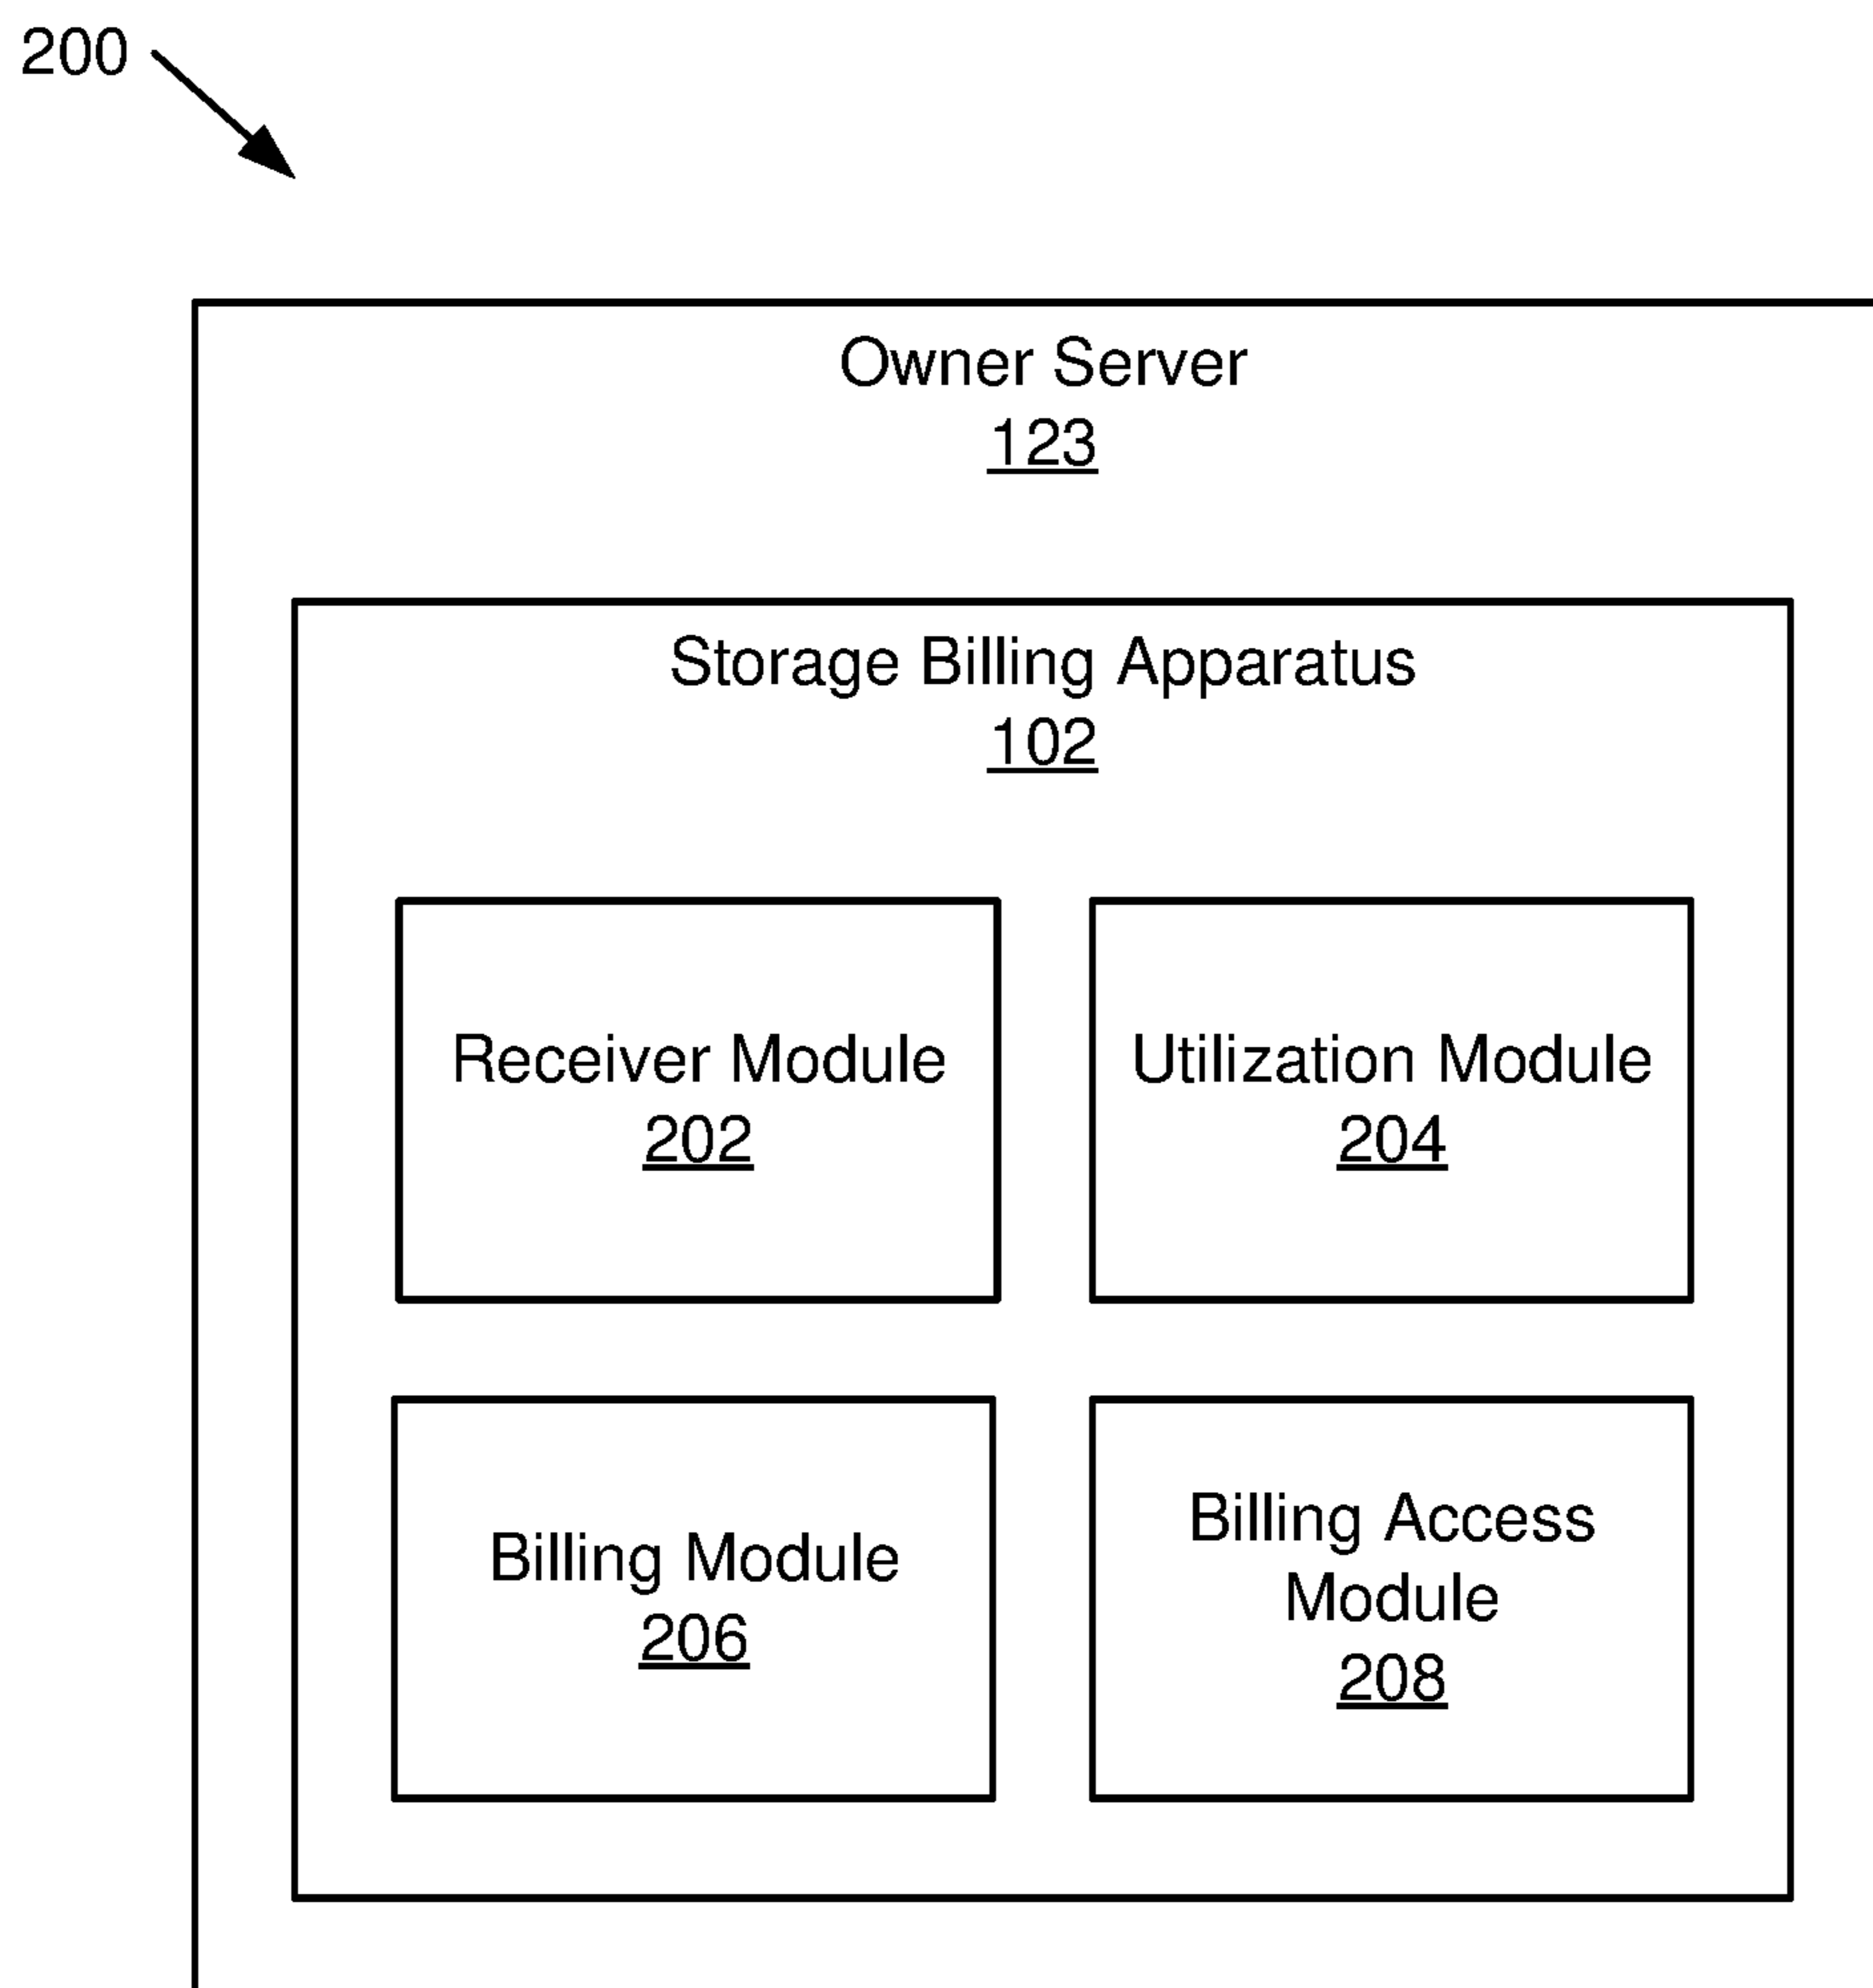 200
Owner Server
123
Storage Billing Apparatus
102
Receiver Module
202
Utilization Module
204
Billing Module
206
Billing Access
Module
208